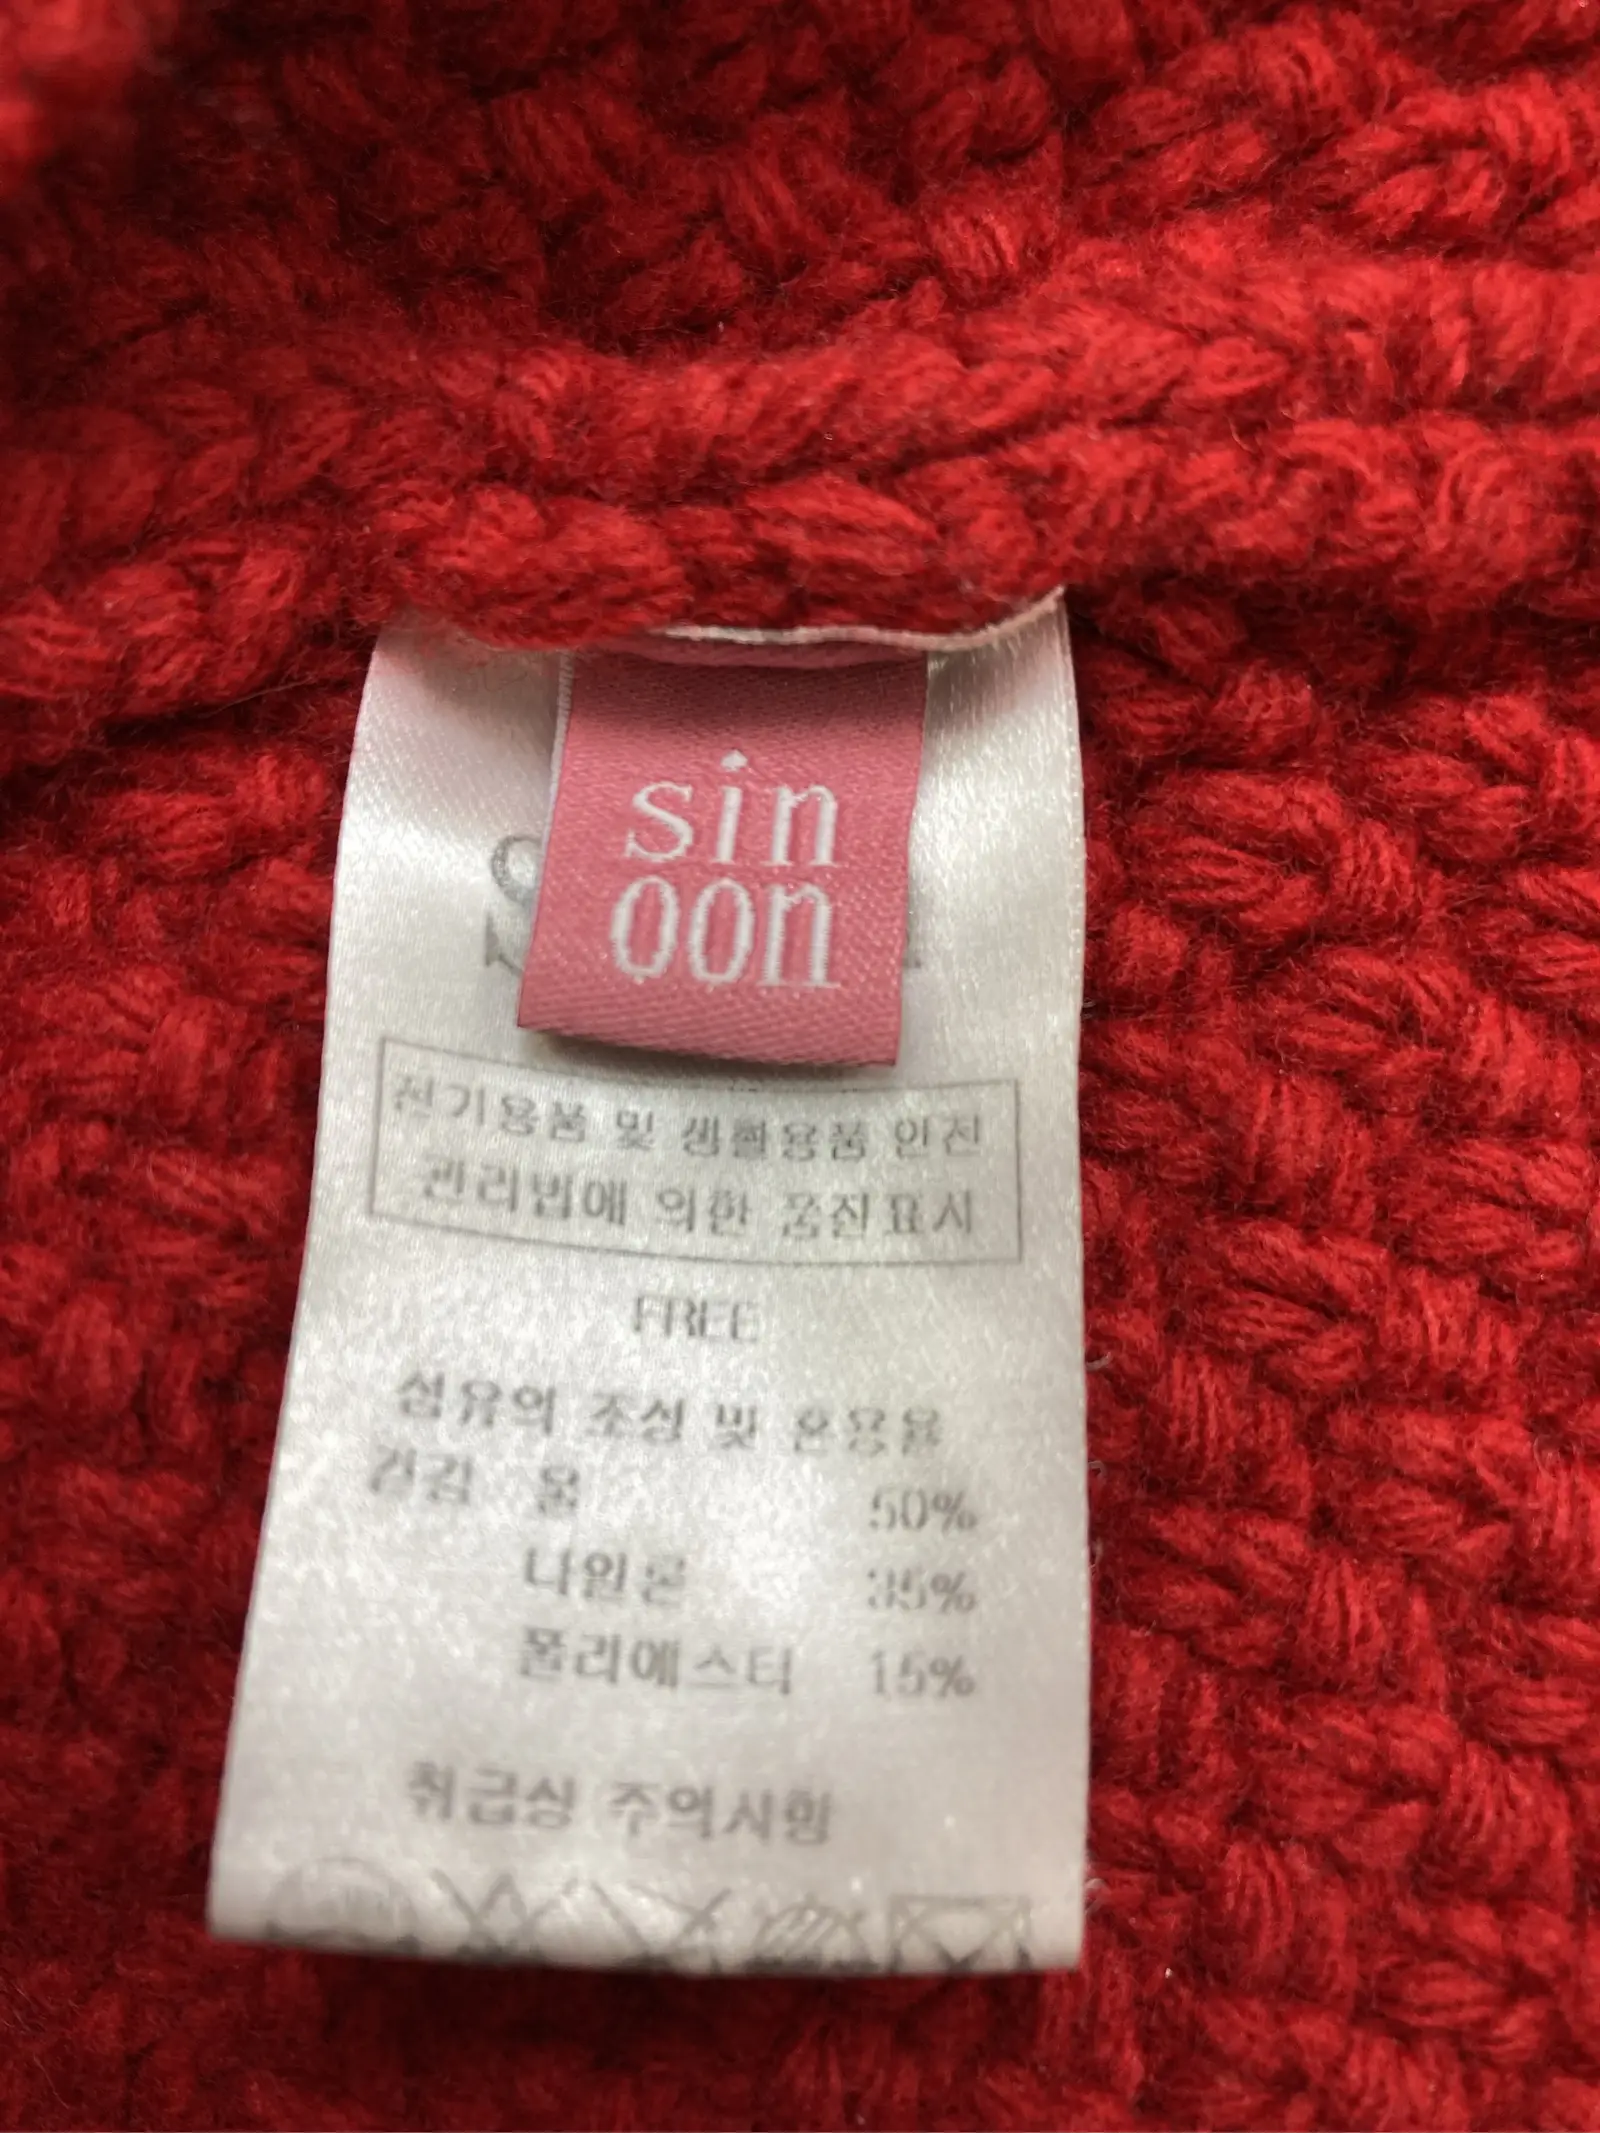 sin
oon
전기용품 및 생활용품 안전
관리법에 의한 품질표시
FREE
섬유의 조성 및 혼용율
겉감 울 50%
나일론 35%
폴리에스터 15%
취급상 주의사항